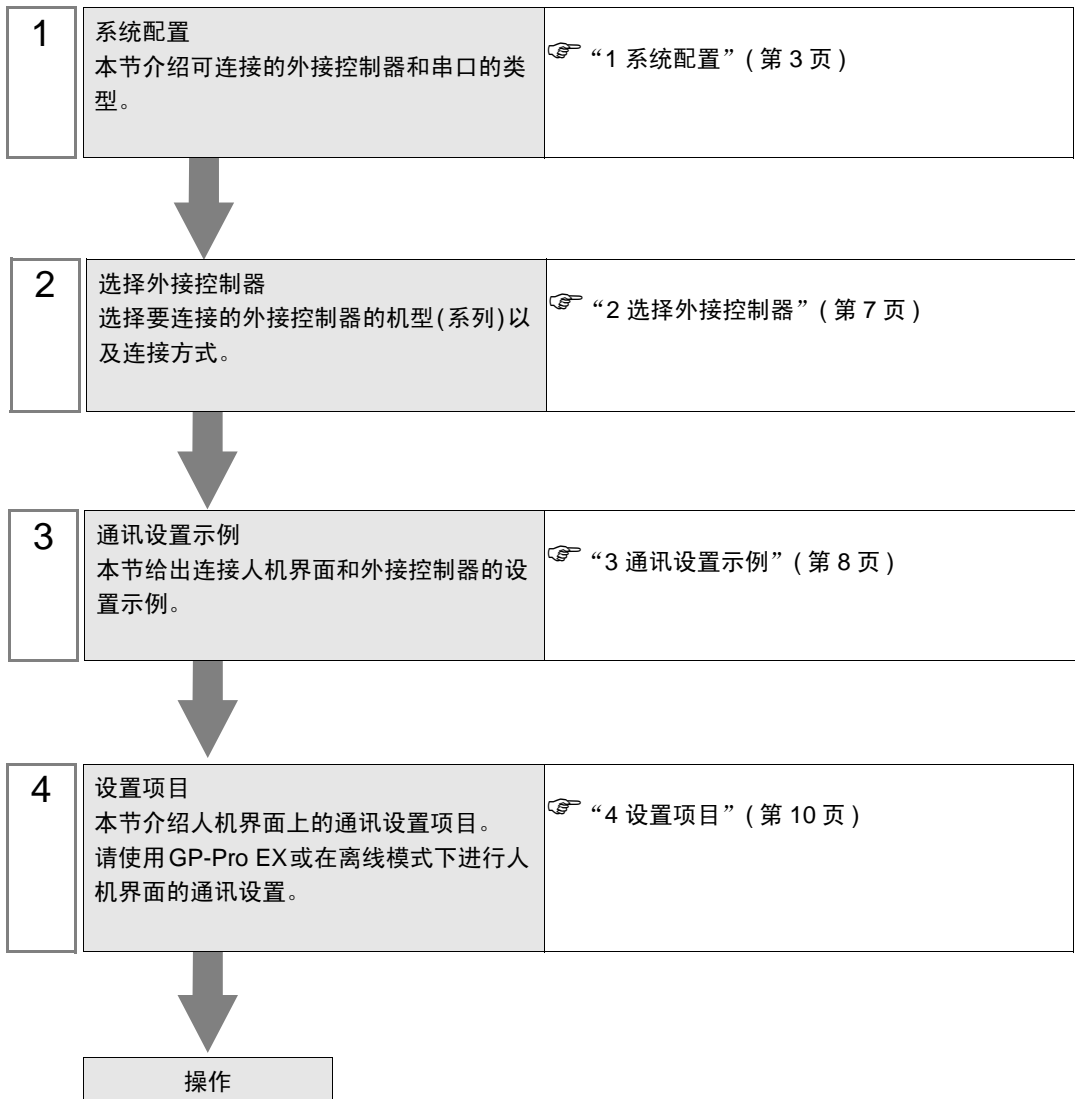 1
系统配置
本节介绍可连接的外接控制器和串口的类
型。
☞ “1 系统配置” ( 第 3 页 )
2
选择外接控制器
选择要连接的外接控制器的机型(系列)以
及连接方式。
☞ “2 选择外接控制器” ( 第 7 页 )
3
通讯设置示例
本节给出连接人机界面和外接控制器的设
置示例。
☞ “3 通讯设置示例” ( 第 8 页 )
4
设置项目
本节介绍人机界面上的通讯设置项目。
请使用GP-Pro EX或在离线模式下进行人
机界面的通讯设置。
☞ “4 设置项目” ( 第 10 页 )
操作